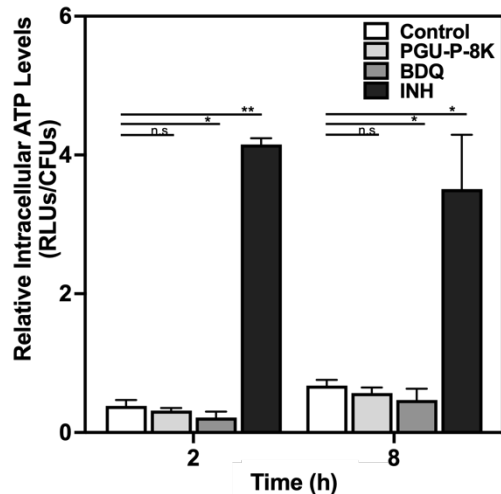 6
Control
PGU-P-8K
BDQ
INH
**
*
n.s
*
*
n.s
4
2
0
Relative Intracellular ATP Levels
(RLUs/CFUs)
2
8
Time (h)